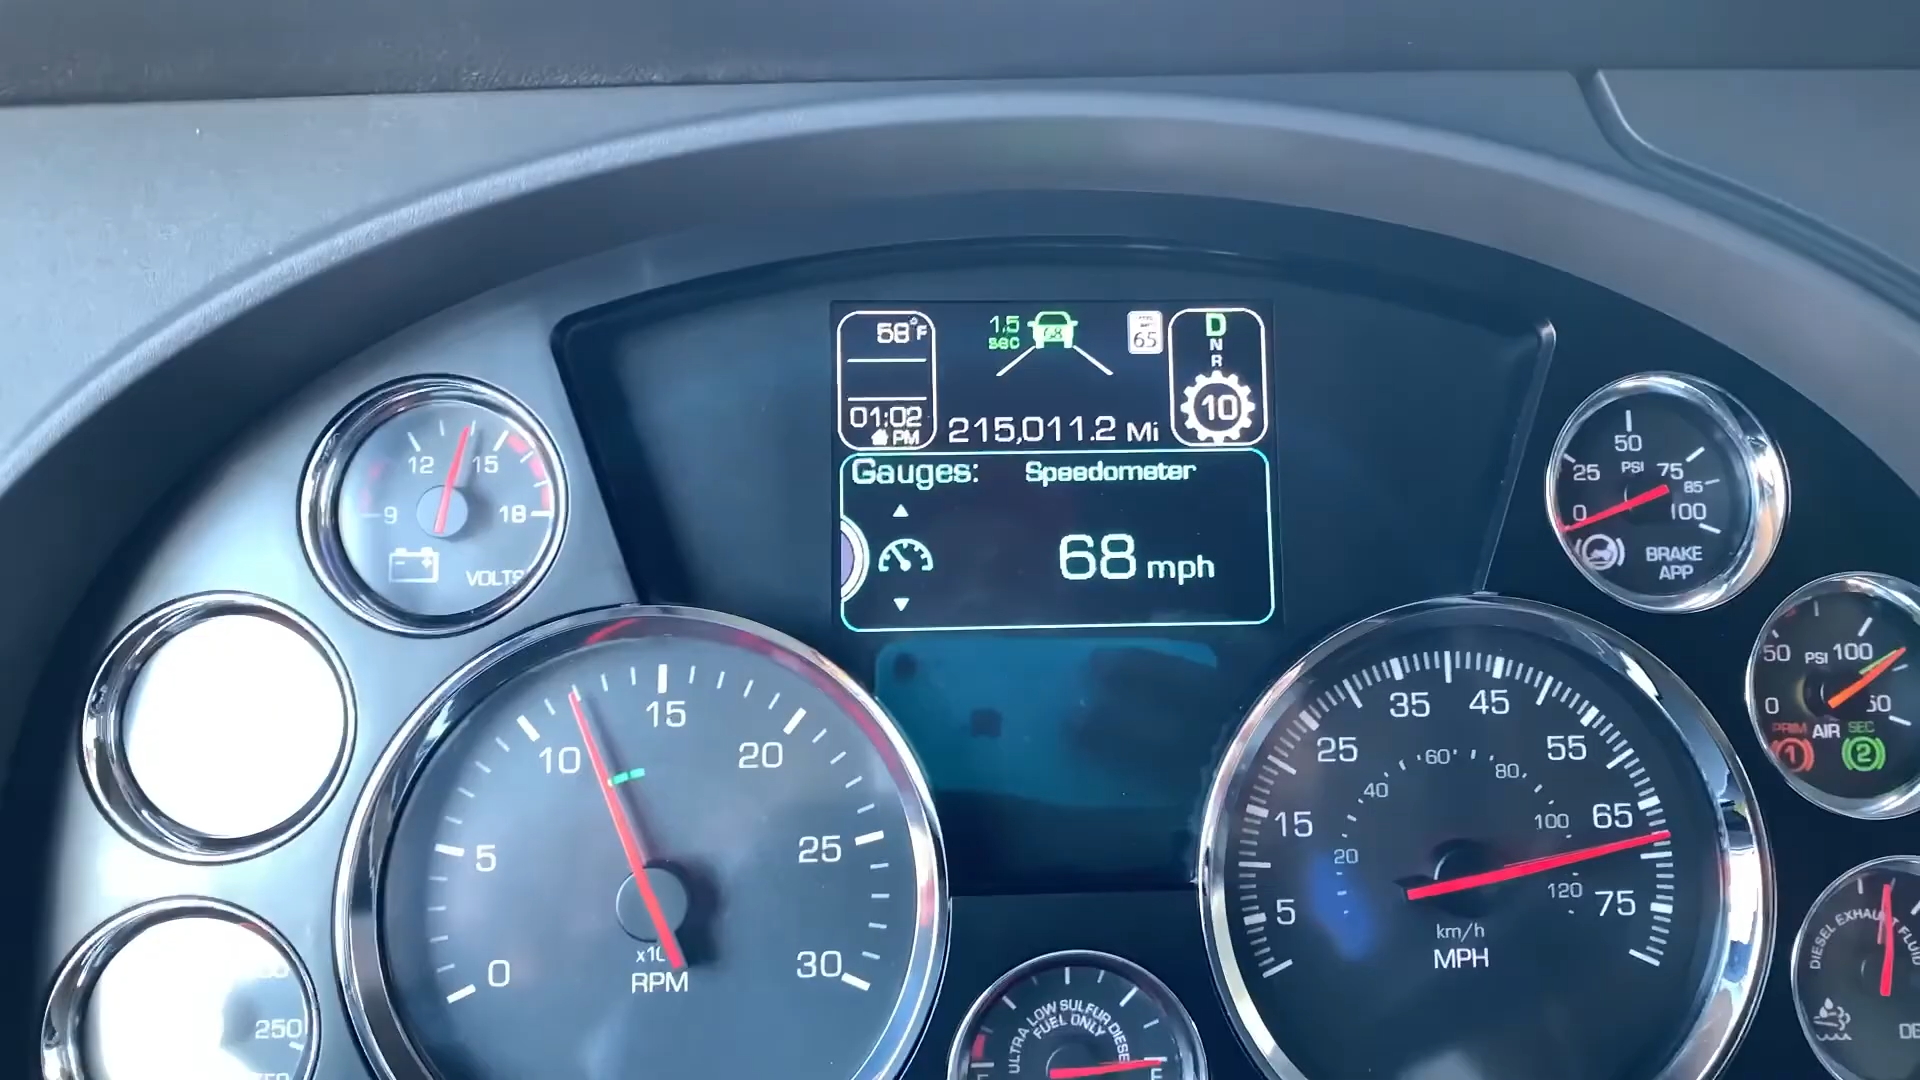 58°F
1.5
sec
68
65
D
N
R
10
01:02
PM
215,011.2 Mi
Gauges: Speedometer
68 mph
9 12 15 18
VOLTS
0 25 50 75 85 100
PSI
BRAKE
APP
50 PSI 100
0
PRIM AIR SEC
1 2
0 5 10 15 20 25 30
RPM
5 15 25 35 45 55 65 75
20 40 60 80 100 120
km/h
MPH
250
ULTRA LOW SULFUR DIESEL
FUEL ONLY
DIESEL EXHAUST FLUID